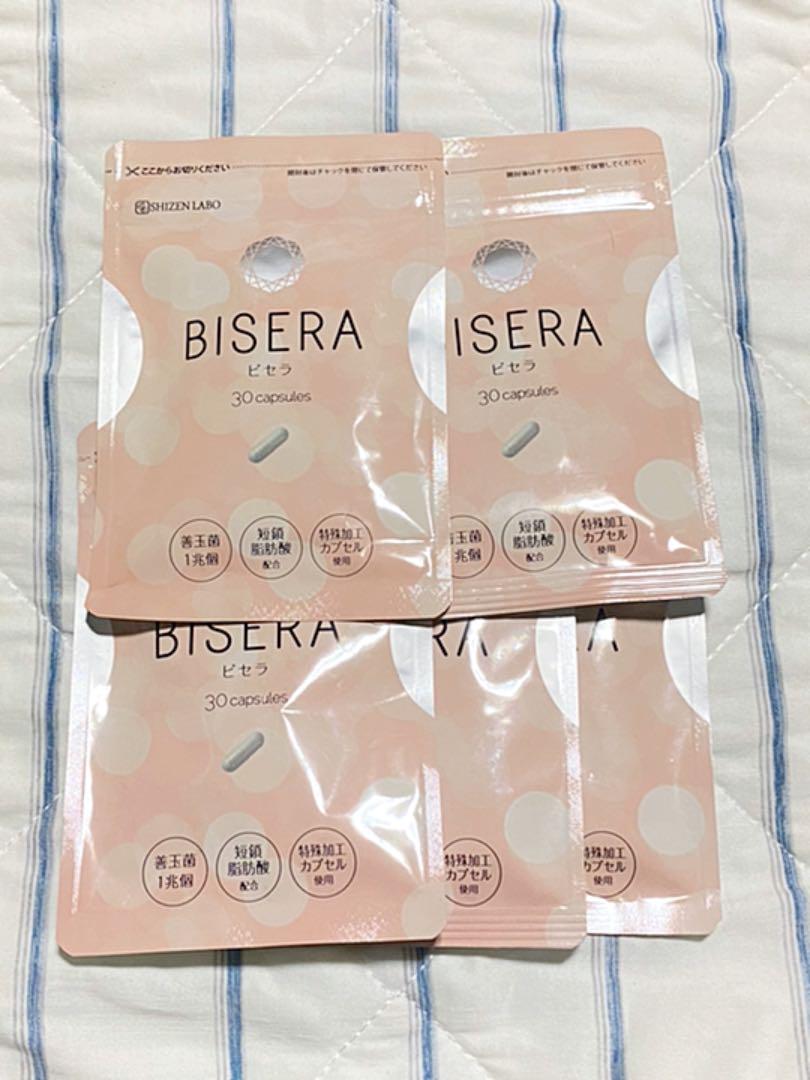 ここからお切りください
開封後はチャックを閉じて保管してください
SHIZEN LABO
BISERA
ビセラ
30 capsules
善玉菌
1兆個
短鎖
脂肪酸
配合
特殊加工
カプセル
使用
開封後はチャックを閉じて保管してください
ISERA
ビセラ
30 capsules
玉菌
兆個
短鎖
脂肪酸
配合
特殊加工
カプセル
使用
BISERA
ビセラ
30 capsules
善玉菌
1兆個
短鎖
脂肪酸
配合
特殊加工
カプセル
使用
RA
特殊加工
カプセル
使用
A
特殊加工
カプセル
使用